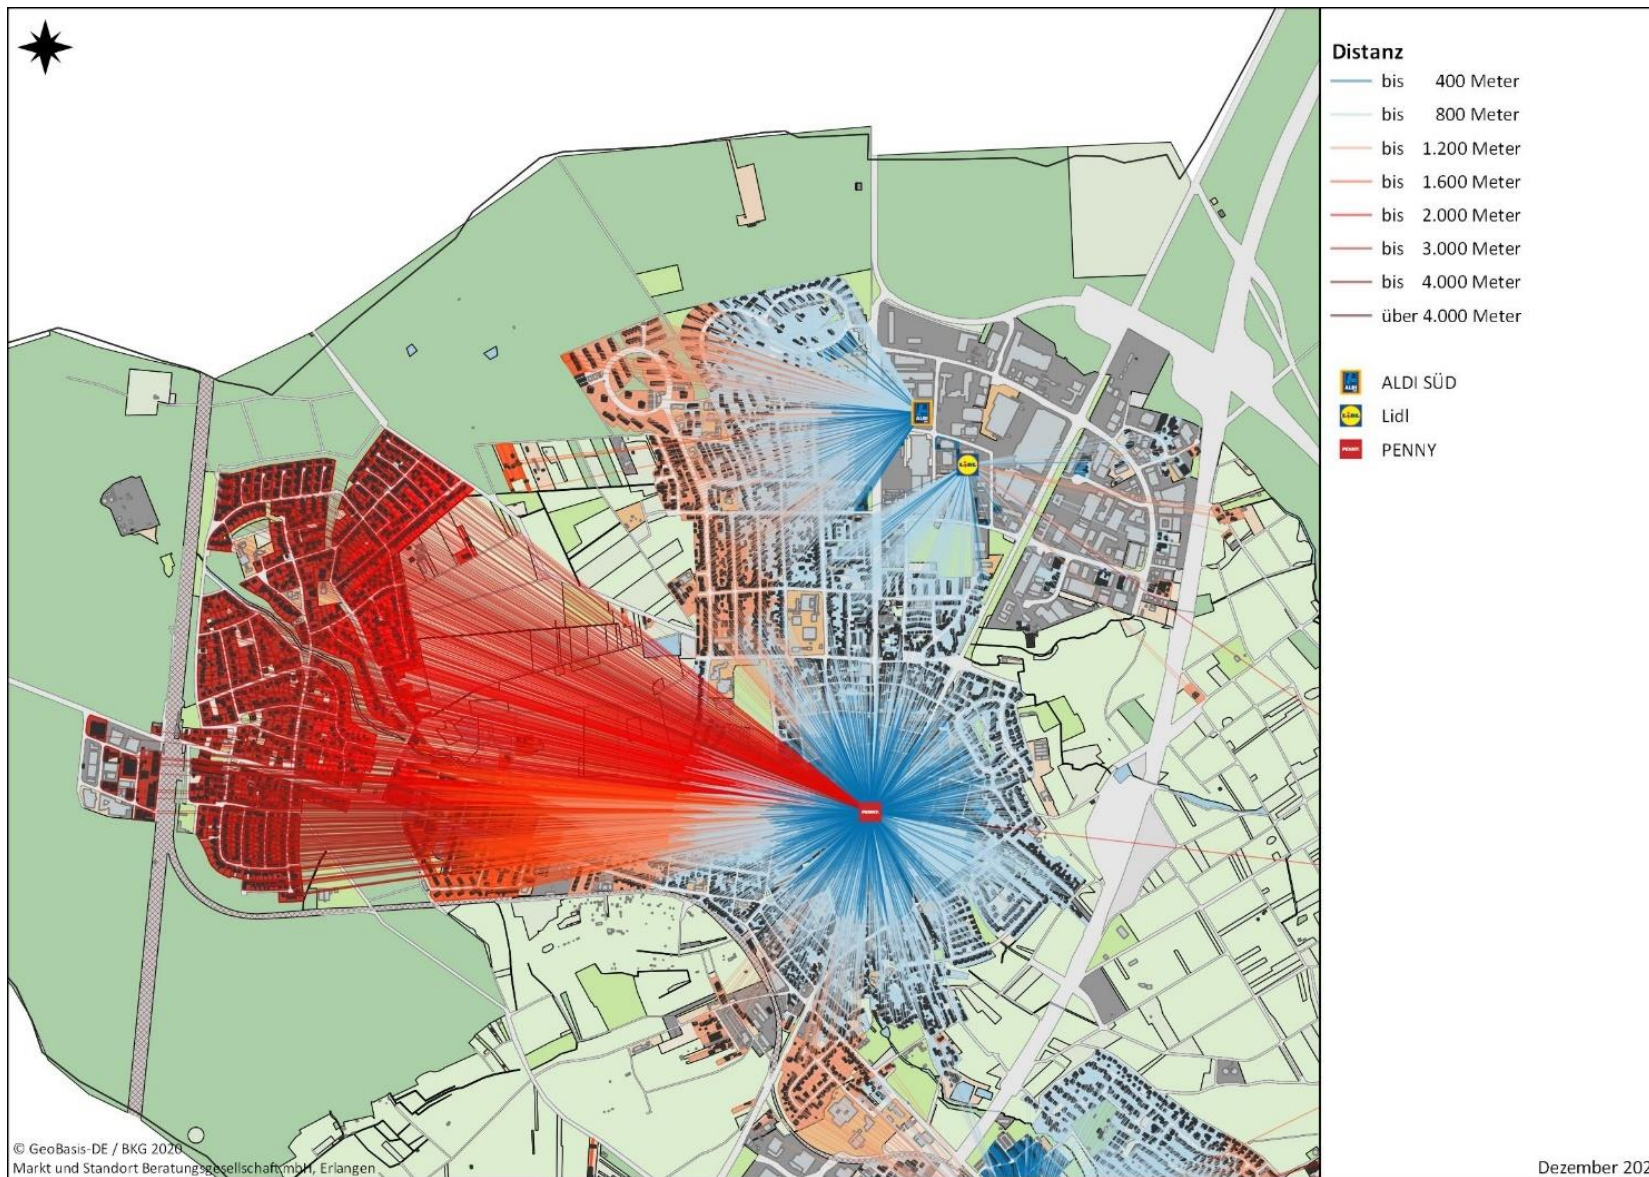 Distanz
bis 400 Meter
bis 800 Meter
bis 1.200 Meter
bis 1.600 Meter
bis 2.000 Meter
bis 3.000 Meter
bis 4.000 Meter
über 4.000 Meter
ALDI SÜD
Lidl
PENNY
© GeoBasis-DE / BKG 2020
Markt und Standort Beratungsgesellschaft mbH, Erlangen
Dezember 202